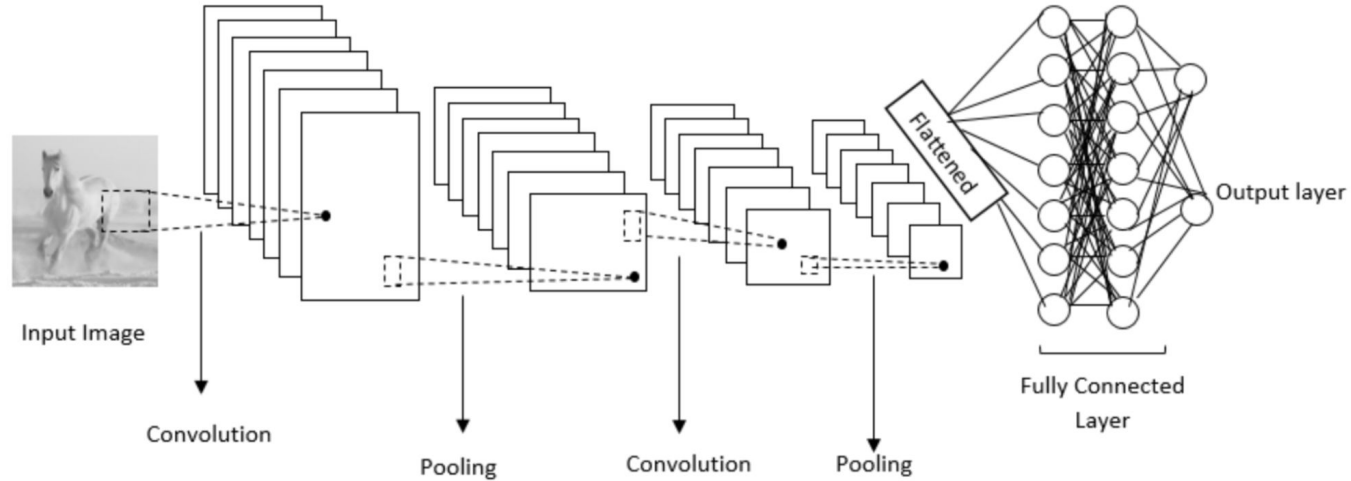 Flattened
Output layer
Input Image
Fully Connected
Layer
Convolution
Pooling
Convolution
Pooling